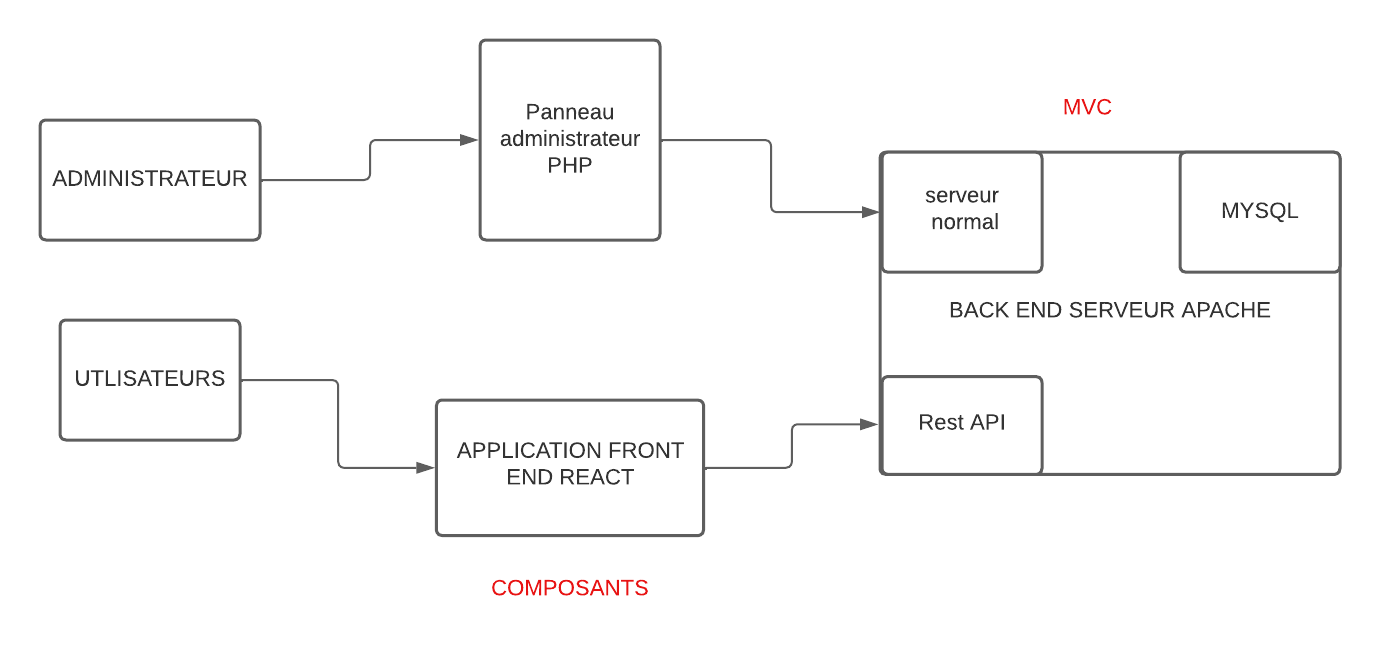 MVC
Panneau
administrateur
PHP
ADMINISTRATEUR
serveur
normal
MYSQL
BACK END SERVEUR APACHE
UTLISATEURS
Rest API
APPLICATION FRONT
END REACT
COMPOSANTS